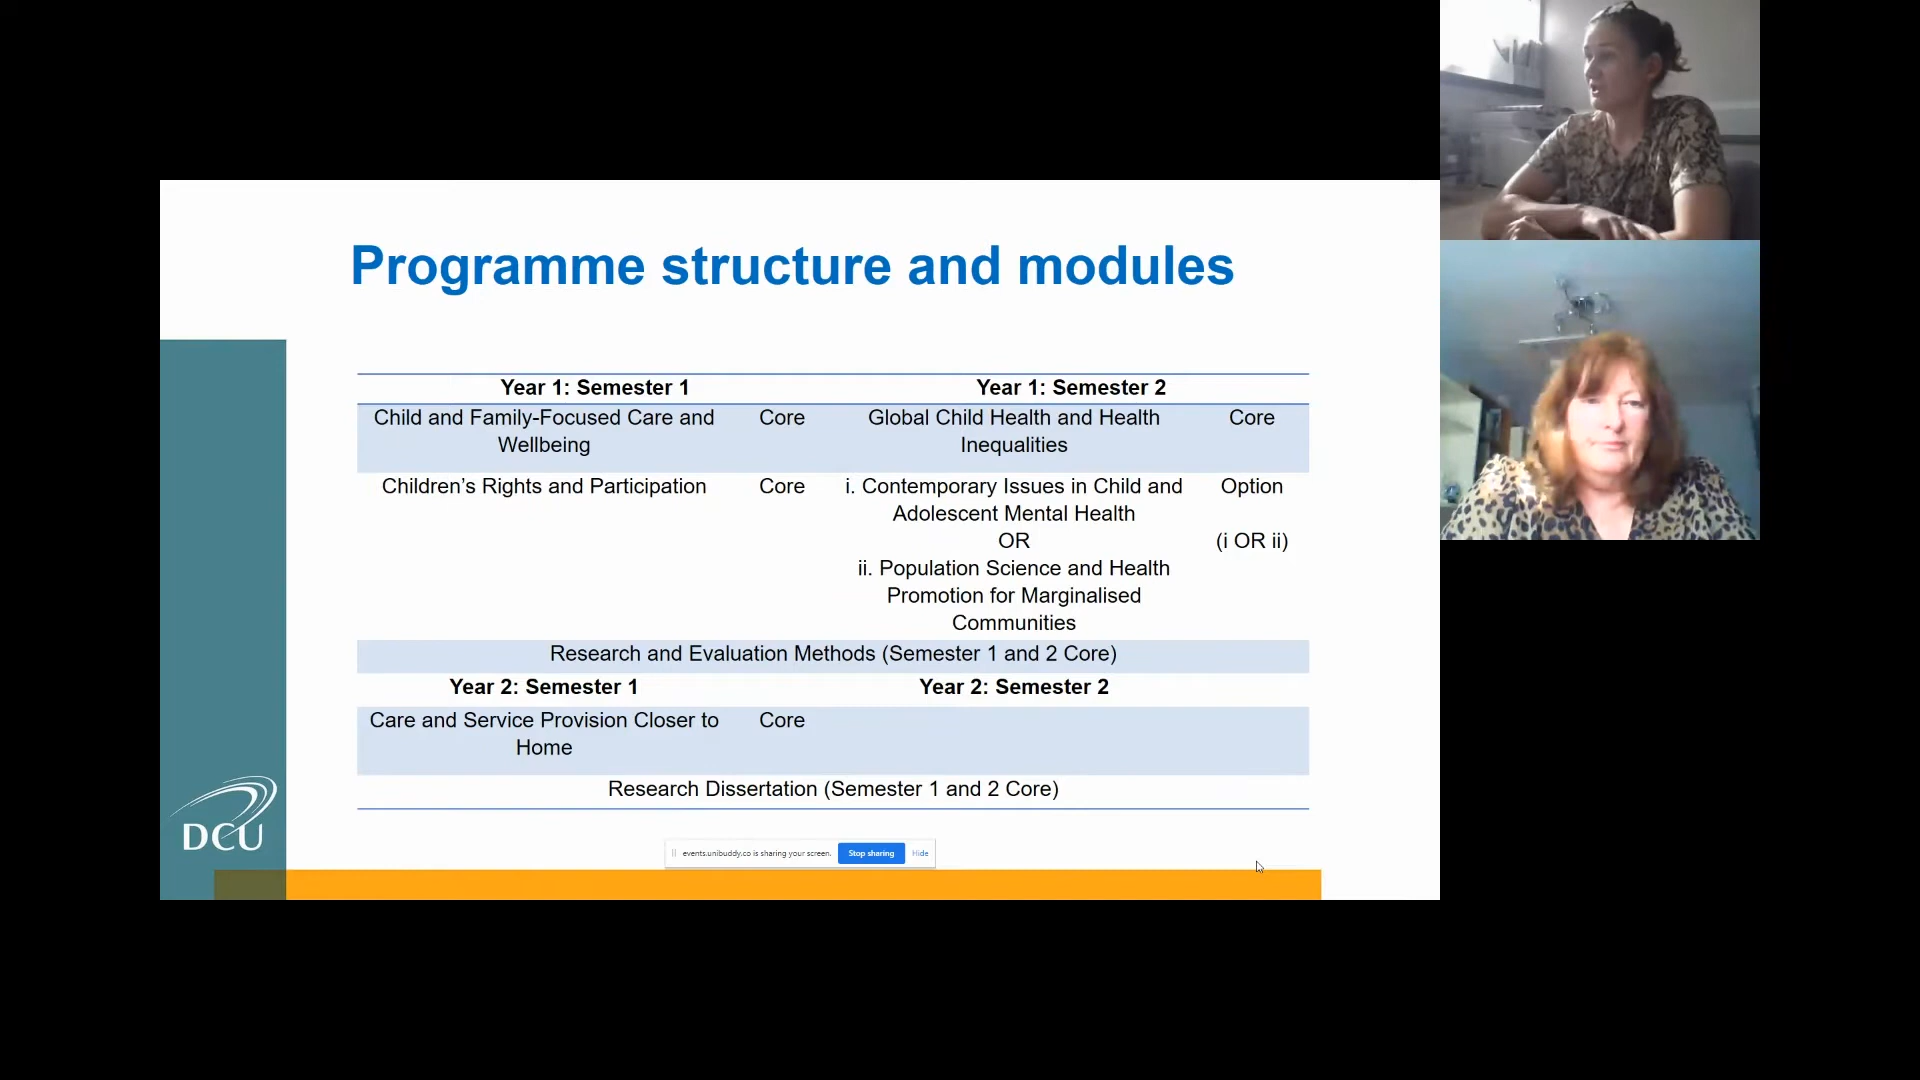 Programme structure and modules
Year 1: Semester 1 Year 1: Semester 2
Child and Family-Focused Care and Core Global Child Health and Health Core
Wellbeing Inequalities
Children’s Rights and Participation Core i. Contemporary Issues in Child and Option
Adolescent Mental Health
OR (i OR ii)
ii. Population Science and Health
Promotion for Marginalised
Communities
Research and Evaluation Methods (Semester 1 and 2 Core)
Year 2: Semester 1 Year 2: Semester 2
Care and Service Provision Closer to Core
Home
Research Dissertation (Semester 1 and 2 Core)
DCU
events.unibuddy.co is sharing your screen. Stop sharing Hide